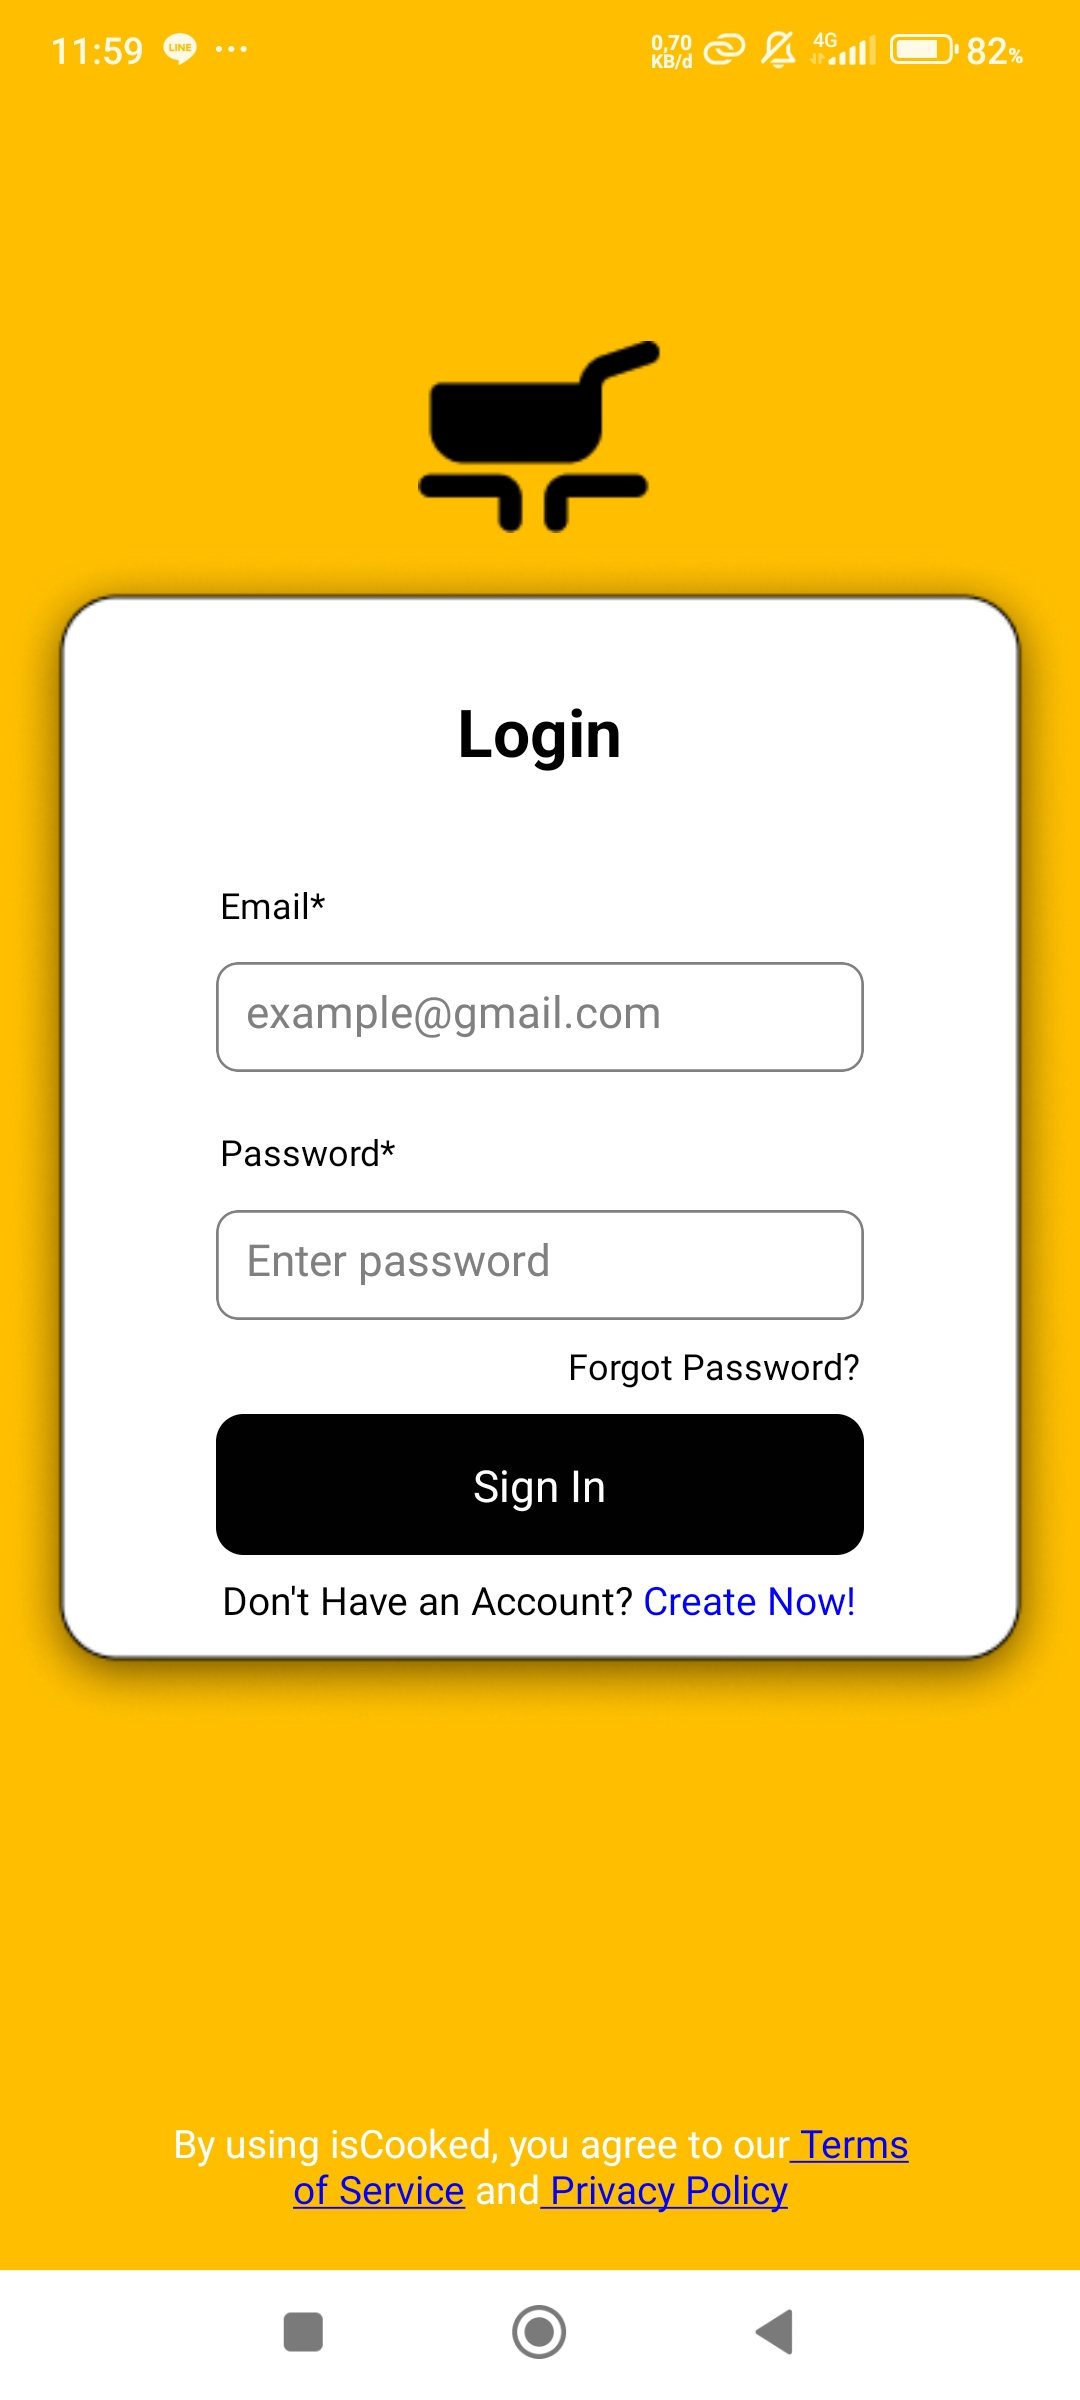 11:59 LINE ... 0,70 KB/d 4G 82%
Login
Email*
example@gmail.com
Password*
Enter password
Forgot Password?
Sign In
Don't Have an Account? Create Now!
By using isCooked, you agree to our Terms
of Service and Privacy Policy